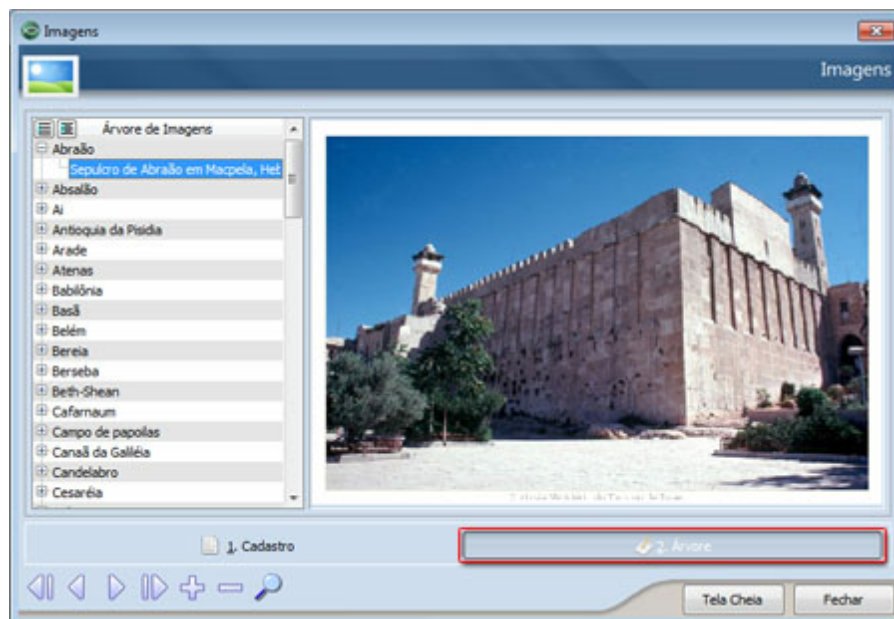 Imagens
Imagens
Árvore de Imagens
Abraão
Sepulcro de Abraão em Macpela, Heb
Absalão
Ai
Antioquia da Pisidia
Arade
Atenas
Babilônia
Basã
Belém
Bereia
Berseba
Beth-Shean
Cafarnaum
Campo de papoilas
Canaã da Galiléia
Candelabro
Cesaréia
1. Cadastro
2. Árvore
Tela Cheia
Fechar